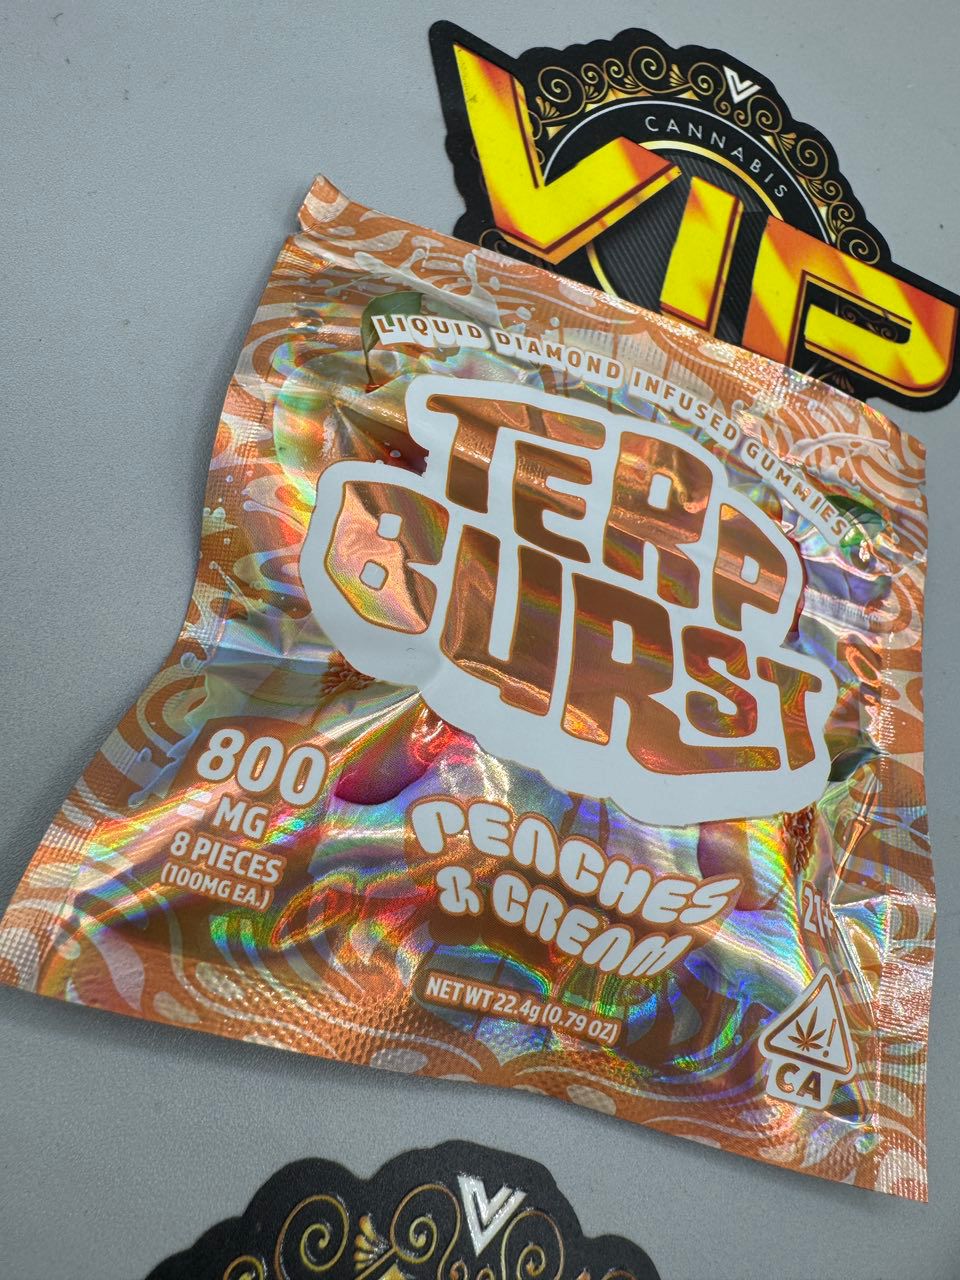 CANNABIS
VIP
LIQUID DIAMOND INFUSED GUMMIES
TERP
BURST
800
MG
8 PIECES
(100MG EA.)
PEACHES
& CREAM
NET WT 22.4g (0.79 OZ)
21+
CA